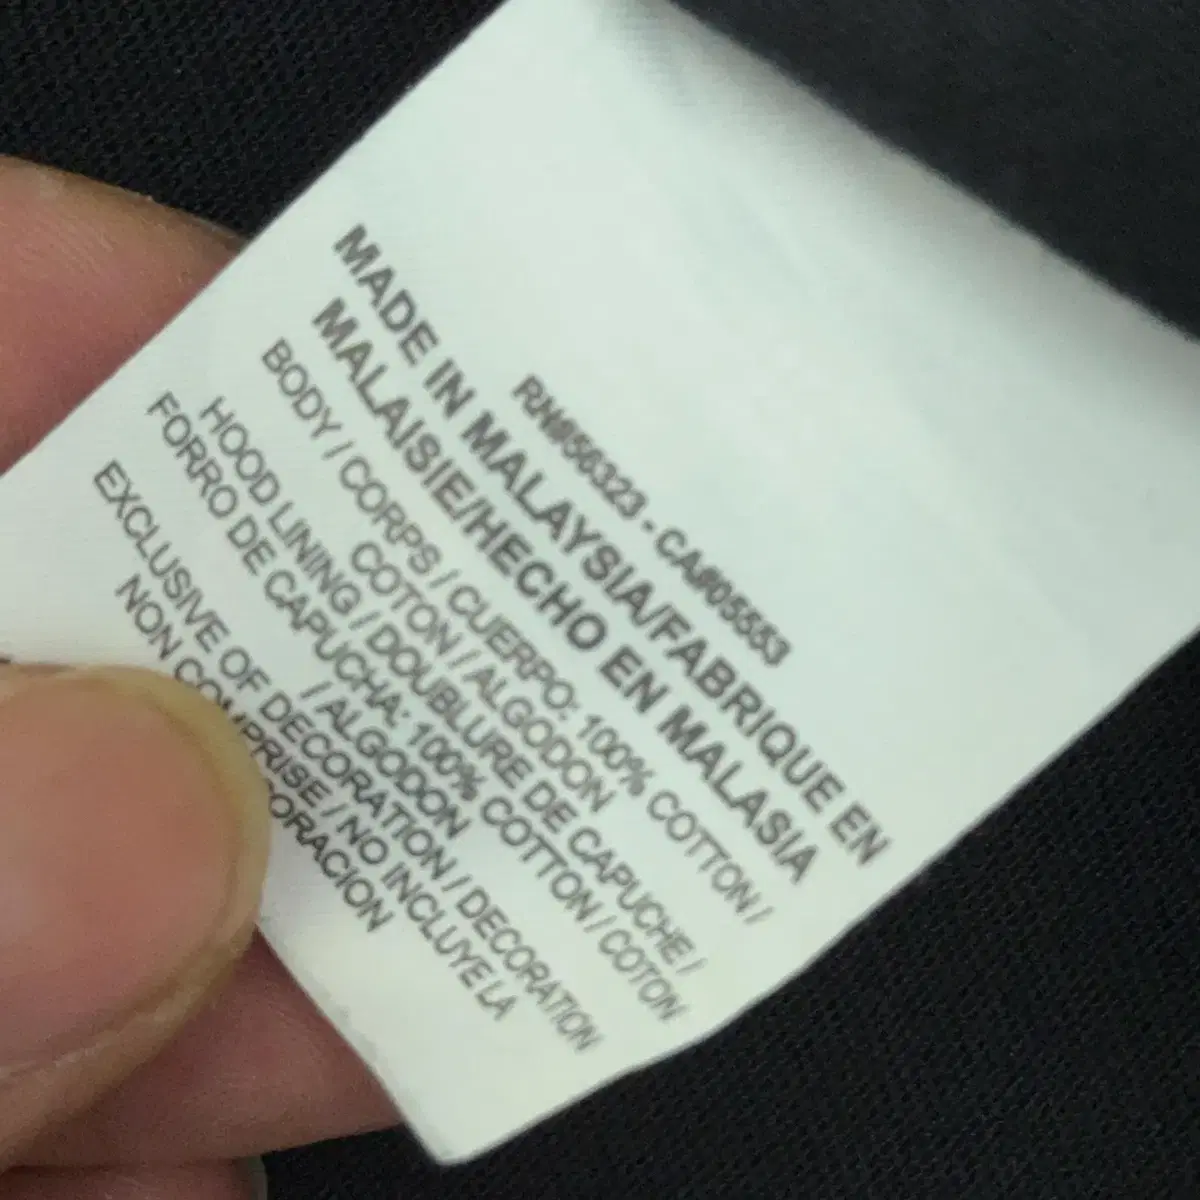 RN#56323 - CA#05553
MADE IN MALAYSIA/FABRIQUE EN
MALAISIE/HECHO EN MALASIA
BODY / CORPS / CUERPO: 100% COTTON /
COTON / ALGODON
HOOD LINING / DOUBLURE DE CAPUCHE /
FORRO DE CAPUCHA: 100% COTTON / COTON
/ ALGODON
EXCLUSIVE OF DECORATION / DECORATION
NON COMPRISE / NO INCLUYE LA
ORACION